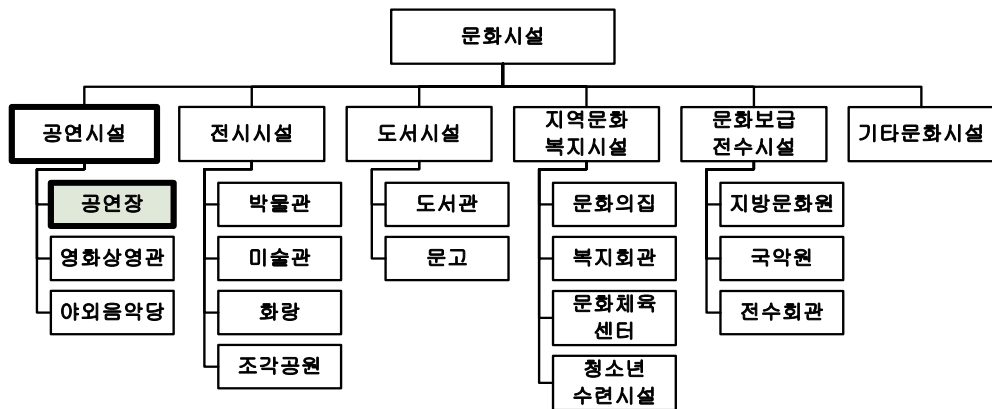 문화시설
공연시설
전시시설
도서시설
지역문화
복지시설
문화보급
전수시설
기타문화시설
공연장
영화상영관
야외음악당
박물관
미술관
화랑
조각공원
도서관
문고
문화의집
복지회관
문화체육
센터
청소년
수련시설
지방문화원
국악원
전수회관